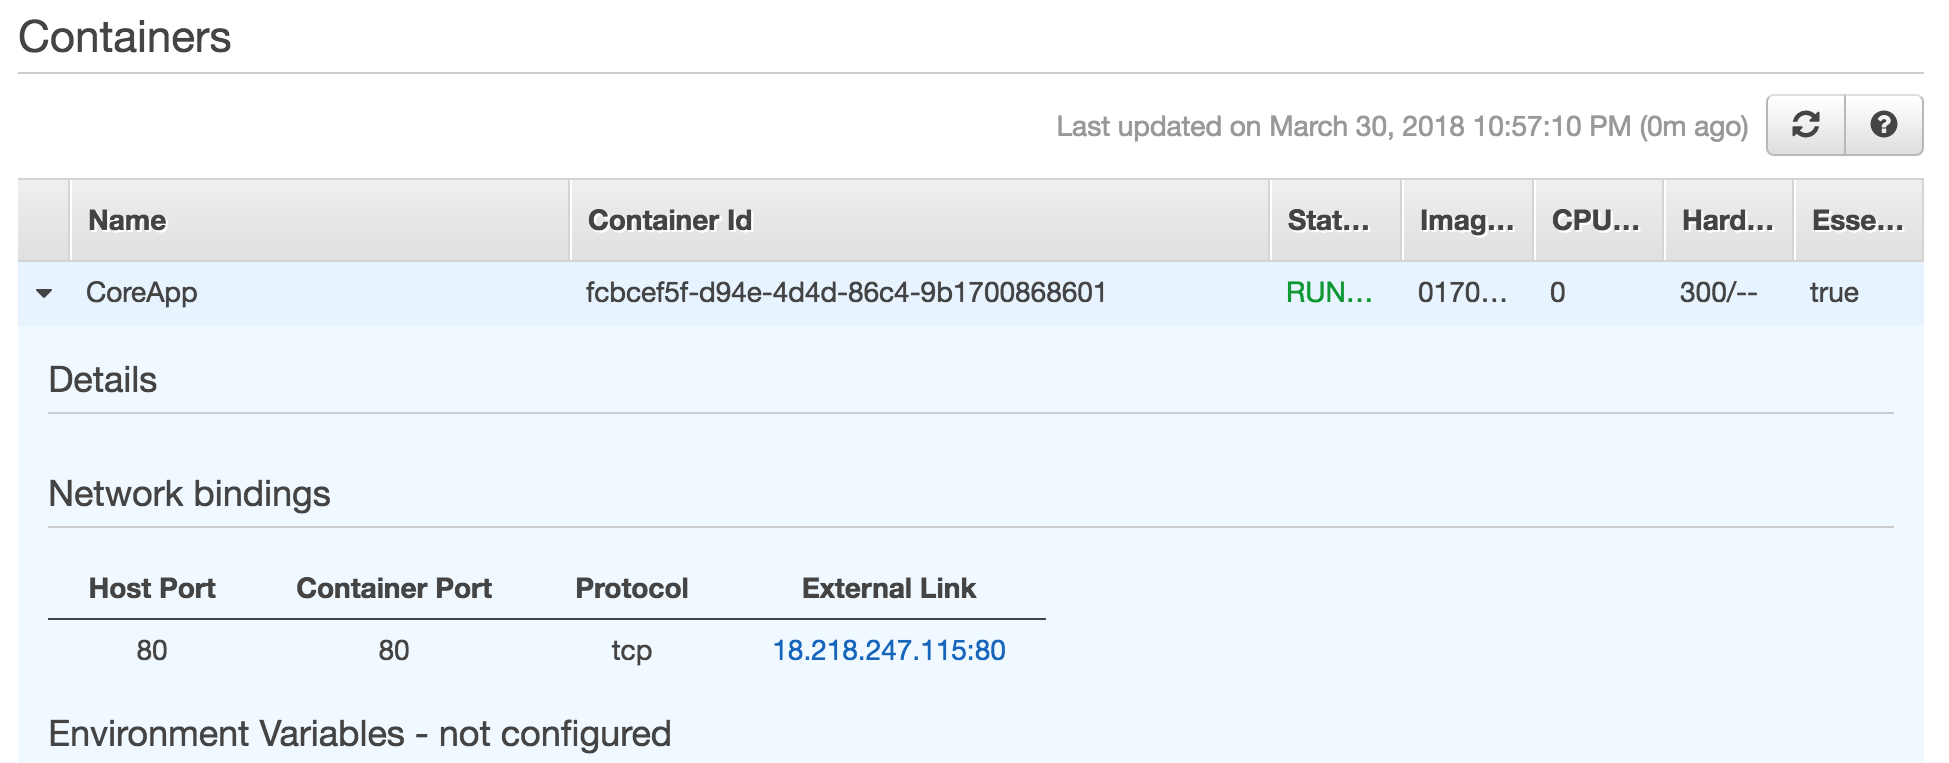 Containers
Last updated on March 30, 2018 10:57:10 PM (0m ago)
Name Container Id Stat... Imag... CPU... Hard... Esse...
CoreApp fcbcef5f-d94e-4d4d-86c4-9b1700868601 RUN... 0170... 0 300/-- true
Details
Network bindings
Host Port Container Port Protocol External Link
80 80 tcp 18.218.247.115:80
Environment Variables - not configured